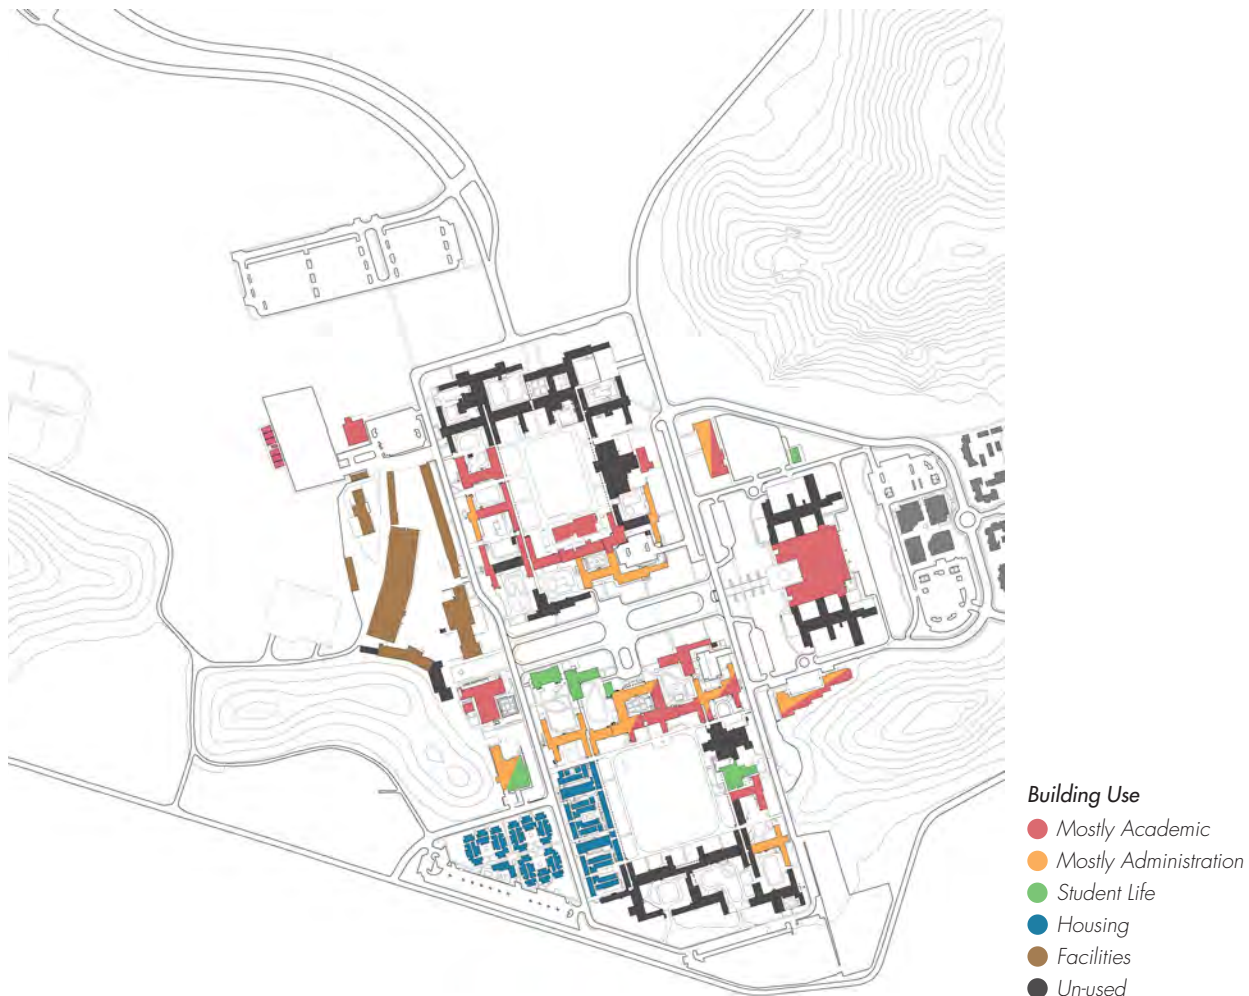 Building Use
Mostly Academic
Mostly Administration
Student Life
Housing
Facilities
Un-used